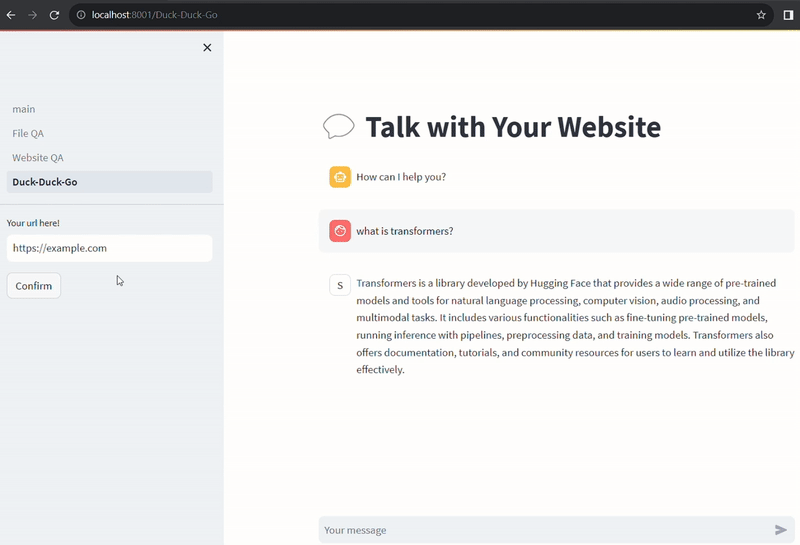 localhost:8001/Duck-Duck-Go
main
File QA
Website QA
Duck-Duck-Go
Your url here!
https://example.com
Confirm
Talk with Your Website
How can I help you?
what is transformers?
S
Transformers is a library developed by Hugging Face that provides a wide range of pre-trained
models and tools for natural language processing, computer vision, audio processing, and
multimodal tasks. It includes various functionalities such as fine-tuning pre-trained models,
running inference with pipelines, preprocessing data, and training models. Transformers also
offers documentation, tutorials, and community resources for users to learn and utilize the library
effectively.
Your message